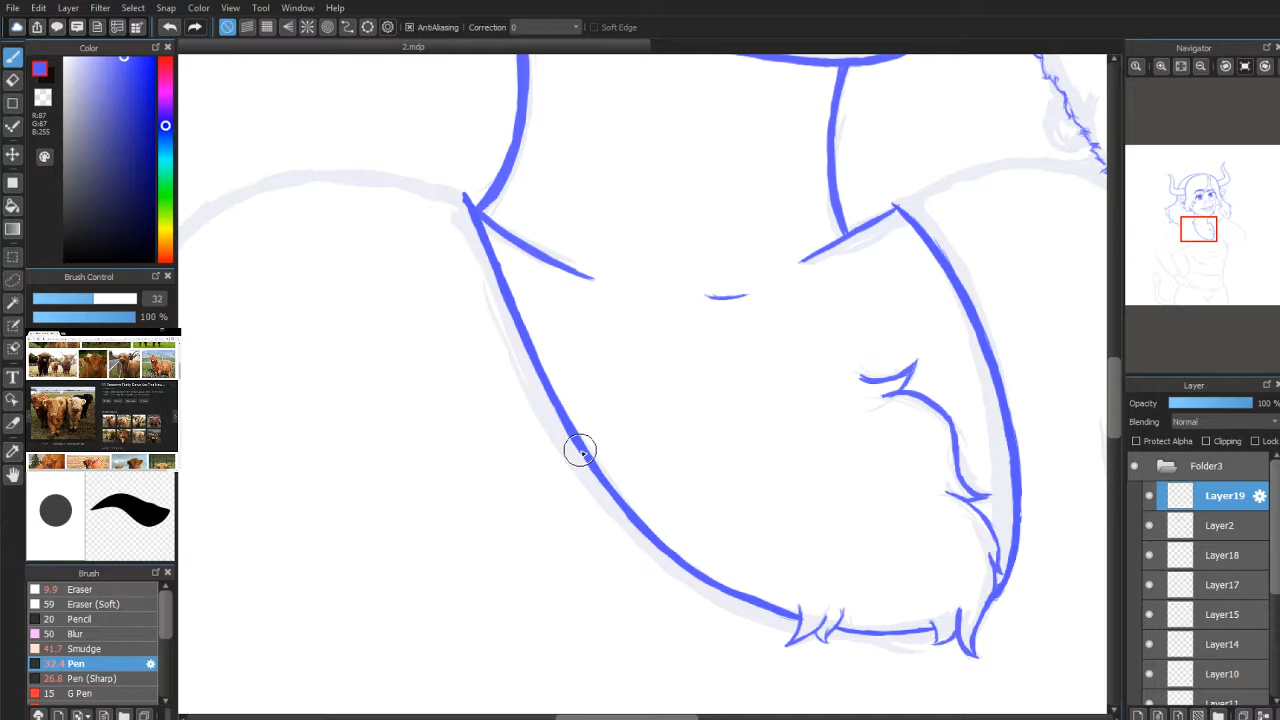 File Edit Layer Filter Select Snap Color View Tool Window Help
AntiAliasing Correction 0 Soft Edge
2.mdp
Color
R:87
G:87
B:255
Brush Control
32
100 %
Brush
9.9 Eraser
59 Eraser (Soft)
20 Pencil
50 Blur
41.7 Smudge
32.4 Pen
26.8 Pen (Sharp)
15 G Pen
Navigator
Layer
Opacity 100 %
Blending Normal
Protect Alpha Clipping Lock
Folder3
Layer19
Layer2
Layer18
Layer17
Layer15
Layer14
Layer10
Layer11